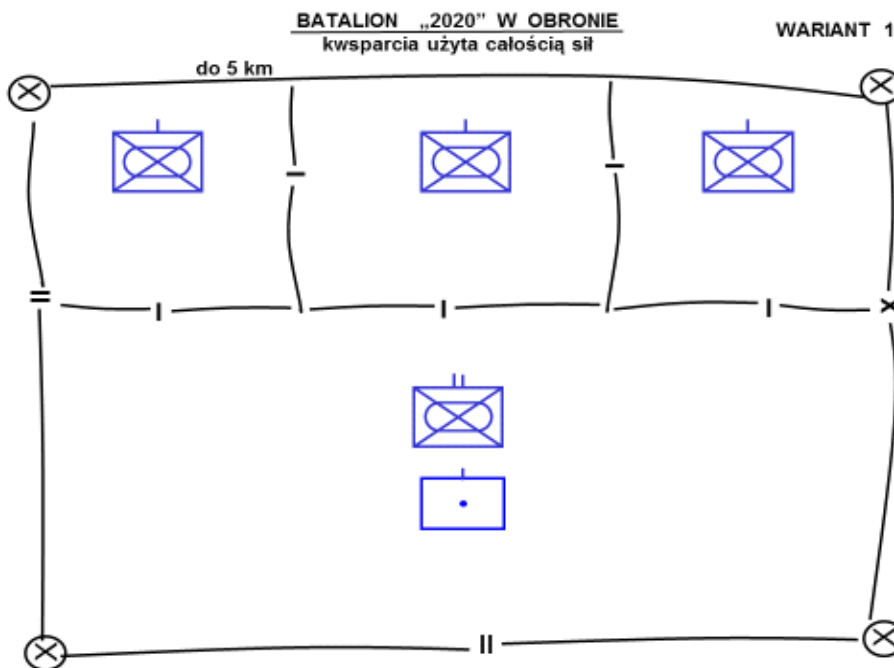 BATALION „2020” W OBRONIE
kwsparcia użyta całością sił
WARIANT 1
do 5 km